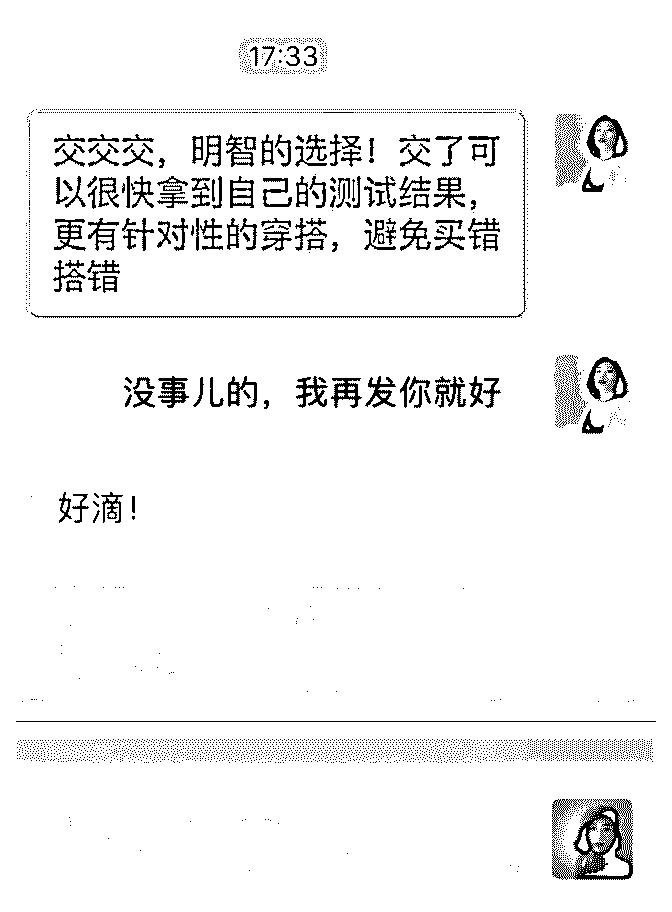 17:33
交交交，明智的选择！交了可
以很快拿到自己的测试结果，
更有针对性的穿搭，避免买错
搭错
没事儿的，我再发你就好
好滴！